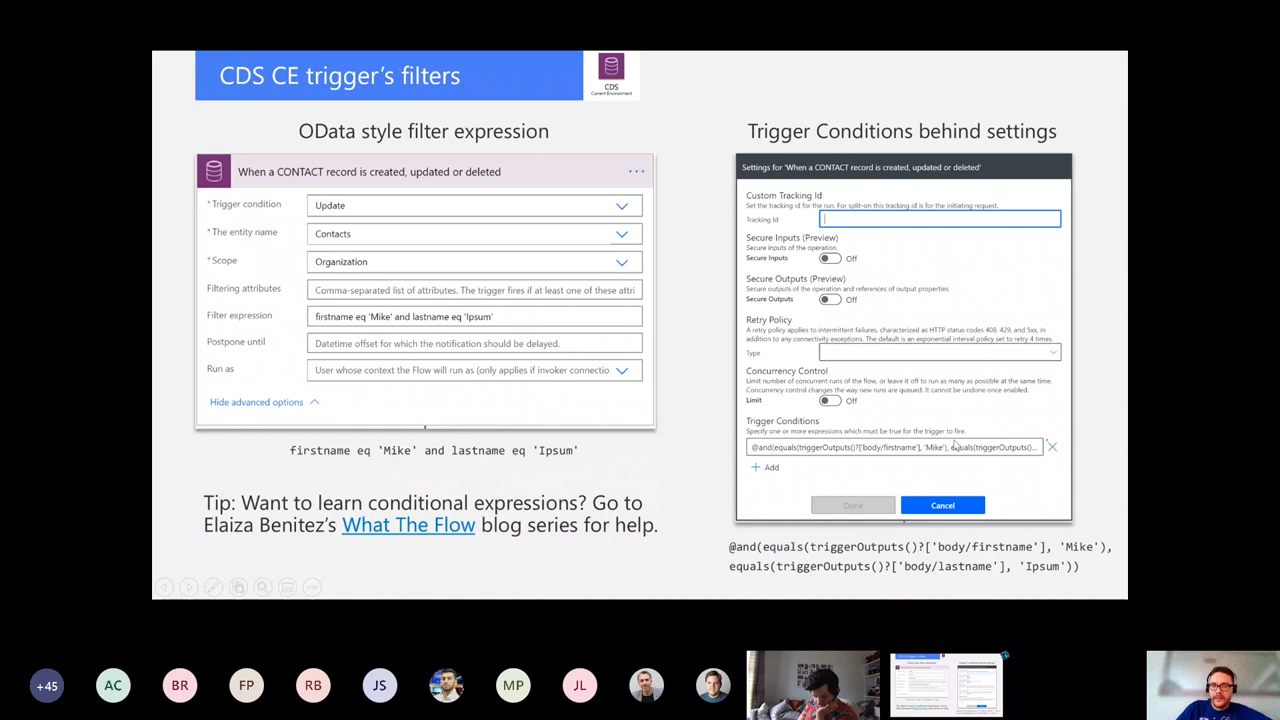 CDS CE trigger's filters
CDS
Current Environment
OData style filter expression
When a CONTACT record is created, updated or deleted
* Trigger condition
Update
* The entity name
Contacts
* Scope
Organization
Filtering attributes
Comma-separated list of attributes. The trigger fires if at least one of these attri
Filter expression
firstname eq 'Mike' and lastname eq 'Ipsum'
Postpone until
Datetime offset for which the notification should be delayed.
Run as
User whose context the Flow will run as (only applies if invoker connectio
Hide advanced options
firstname eq 'Mike' and lastname eq 'Ipsum'
Tip: Want to learn conditional expressions? Go to
Elaiza Benitez's What The Flow blog series for help.
Trigger Conditions behind settings
Settings for 'When a CONTACT record is created, updated or deleted'
Custom Tracking Id
Set the tracking id for the run. For split-on this tracking id is for the initiating request.
Tracking Id
Secure Inputs (Preview)
Secure inputs of the operation.
Secure Inputs
Off
Secure Outputs (Preview)
Secure outputs of the operation and references of output properties.
Secure Outputs
Off
Retry Policy
A retry policy applies to intermittent failures, characterized as HTTP status codes 408, 429, and 5xx, in
addition to any connectivity exceptions. The default is an exponential interval policy set to retry 4 times.
Type
Concurrency Control
Limit number of concurrent runs of the flow, or leave it off to run as many as possible at the same time.
Concurrency control changes the way new runs are queued. It cannot be undone once enabled.
Limit
Off
Trigger Conditions
Specify one or more expressions which must be true for the trigger to fire.
@and(equals(triggerOutputs()?['body/firstname'], 'Mike'), equals(triggerOutputs()...
Add
Done
Cancel
@and(equals(triggerOutputs()?['body/firstname'], 'Mike'),
equals(triggerOutputs()?['body/lastname'], 'Ipsum'))
+45
BR
RB
JL